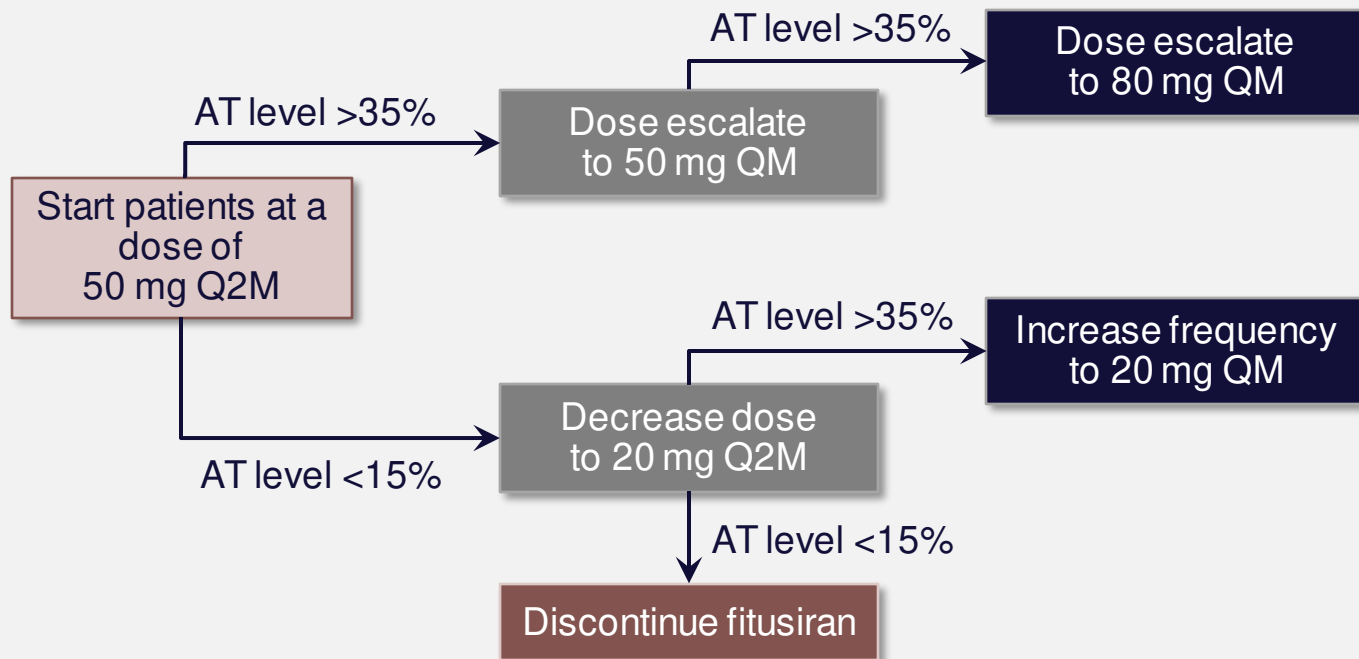 AT level >35%
Dose escalate
to 80 mg QM
AT level >35%
Dose escalate
to 50 mg QM
Start patients at a
dose of
50 mg Q2M
AT level >35%
Increase frequency
to 20 mg QM
Decrease dose
to 20 mg Q2M
AT level <15%
AT level <15%
Discontinue fitusiran